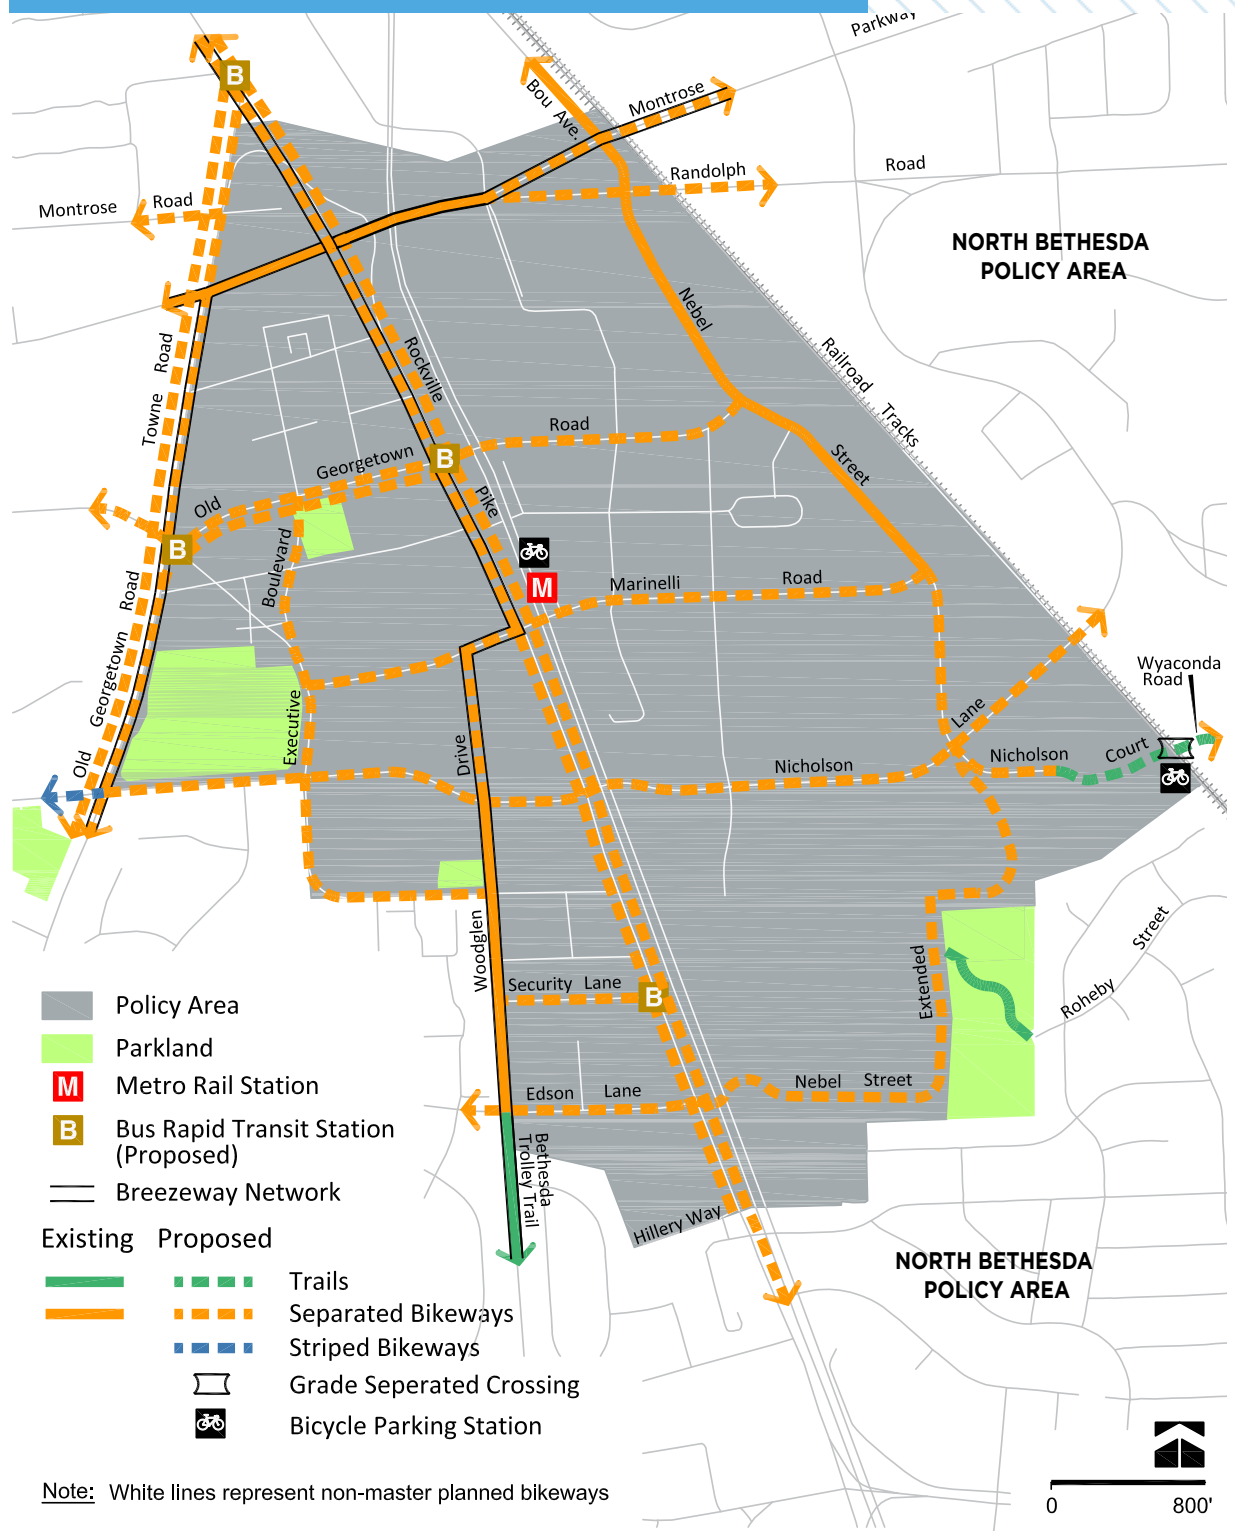 Parkway
B
Bou Ave.
Montrose
Randolph
Road
Montrose
Road
NORTH BETHESDA
POLICY AREA
Nebel
Railroad
Tracks
Rockville
Road
Towne
Road
Georgetown
B
Old
Street
Pike
B
Boulevard
Marinelli
Road
M
Road
Georgetown
Old
Executive
Drive
Lane
Wyaconda
Road
Nicholson
Nicholson
Court
Woodglen
Security Lane
B
Extended
Street
Roheby
Edson Lane
Nebel Street
Bethesda
Trolley Trail
Hillery Way
NORTH BETHESDA
POLICY AREA
Policy Area
Parkland
M Metro Rail Station
B Bus Rapid Transit Station
(Proposed)
Breezeway Network
Existing Proposed
Trails
Separated Bikeways
Striped Bikeways
Grade Seperated Crossing
Bicycle Parking Station
Note: White lines represent non-master planned bikeways
0 800'